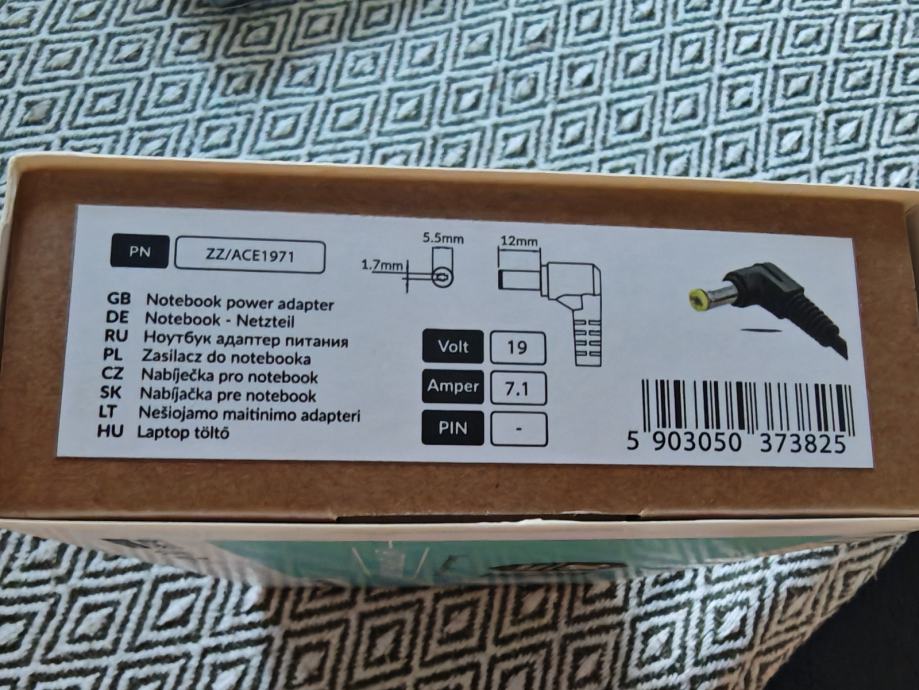 PN ZZ/ACE1971
GB Notebook power adapter
DE Notebook - Netzteil
RU Ноутбук адаптер питания
PL Zasilacz do notebooka
CZ Nabíječka pro notebook
SK Nabíjačka pre notebook
LT Nešiojamo maitinimo adapteri
HU Laptop töltő
5.5mm
1.7mm
12mm
Volt 19
Amper 7.1
PIN -
5 903050 373825